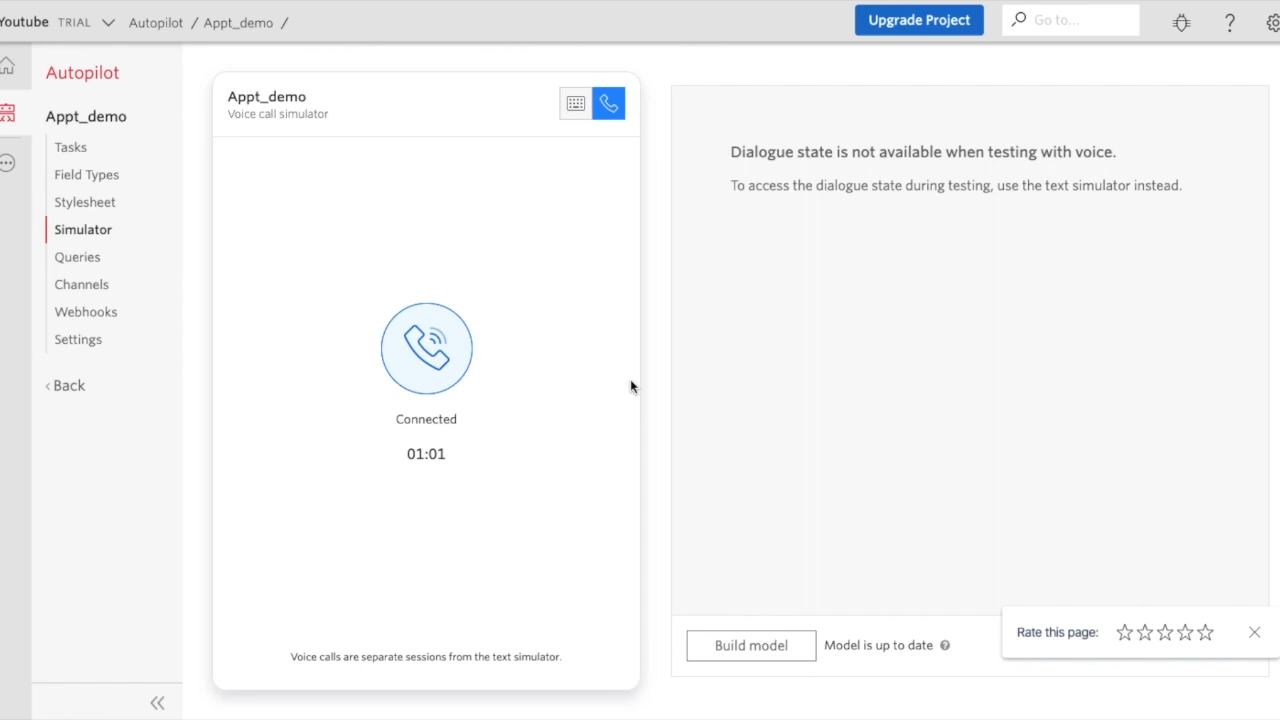 Youtube TRIAL Autopilot / Appt_demo / Upgrade Project Go to... ?
Autopilot
Appt_demo
Tasks
Field Types
Stylesheet
Simulator
Queries
Channels
Webhooks
Settings
‹ Back
Appt_demo
Voice call simulator
Connected
01:01
Voice calls are separate sessions from the text simulator.
Dialogue state is not available when testing with voice.
To access the dialogue state during testing, use the text simulator instead.
Build model Model is up to date ?
Rate this page: